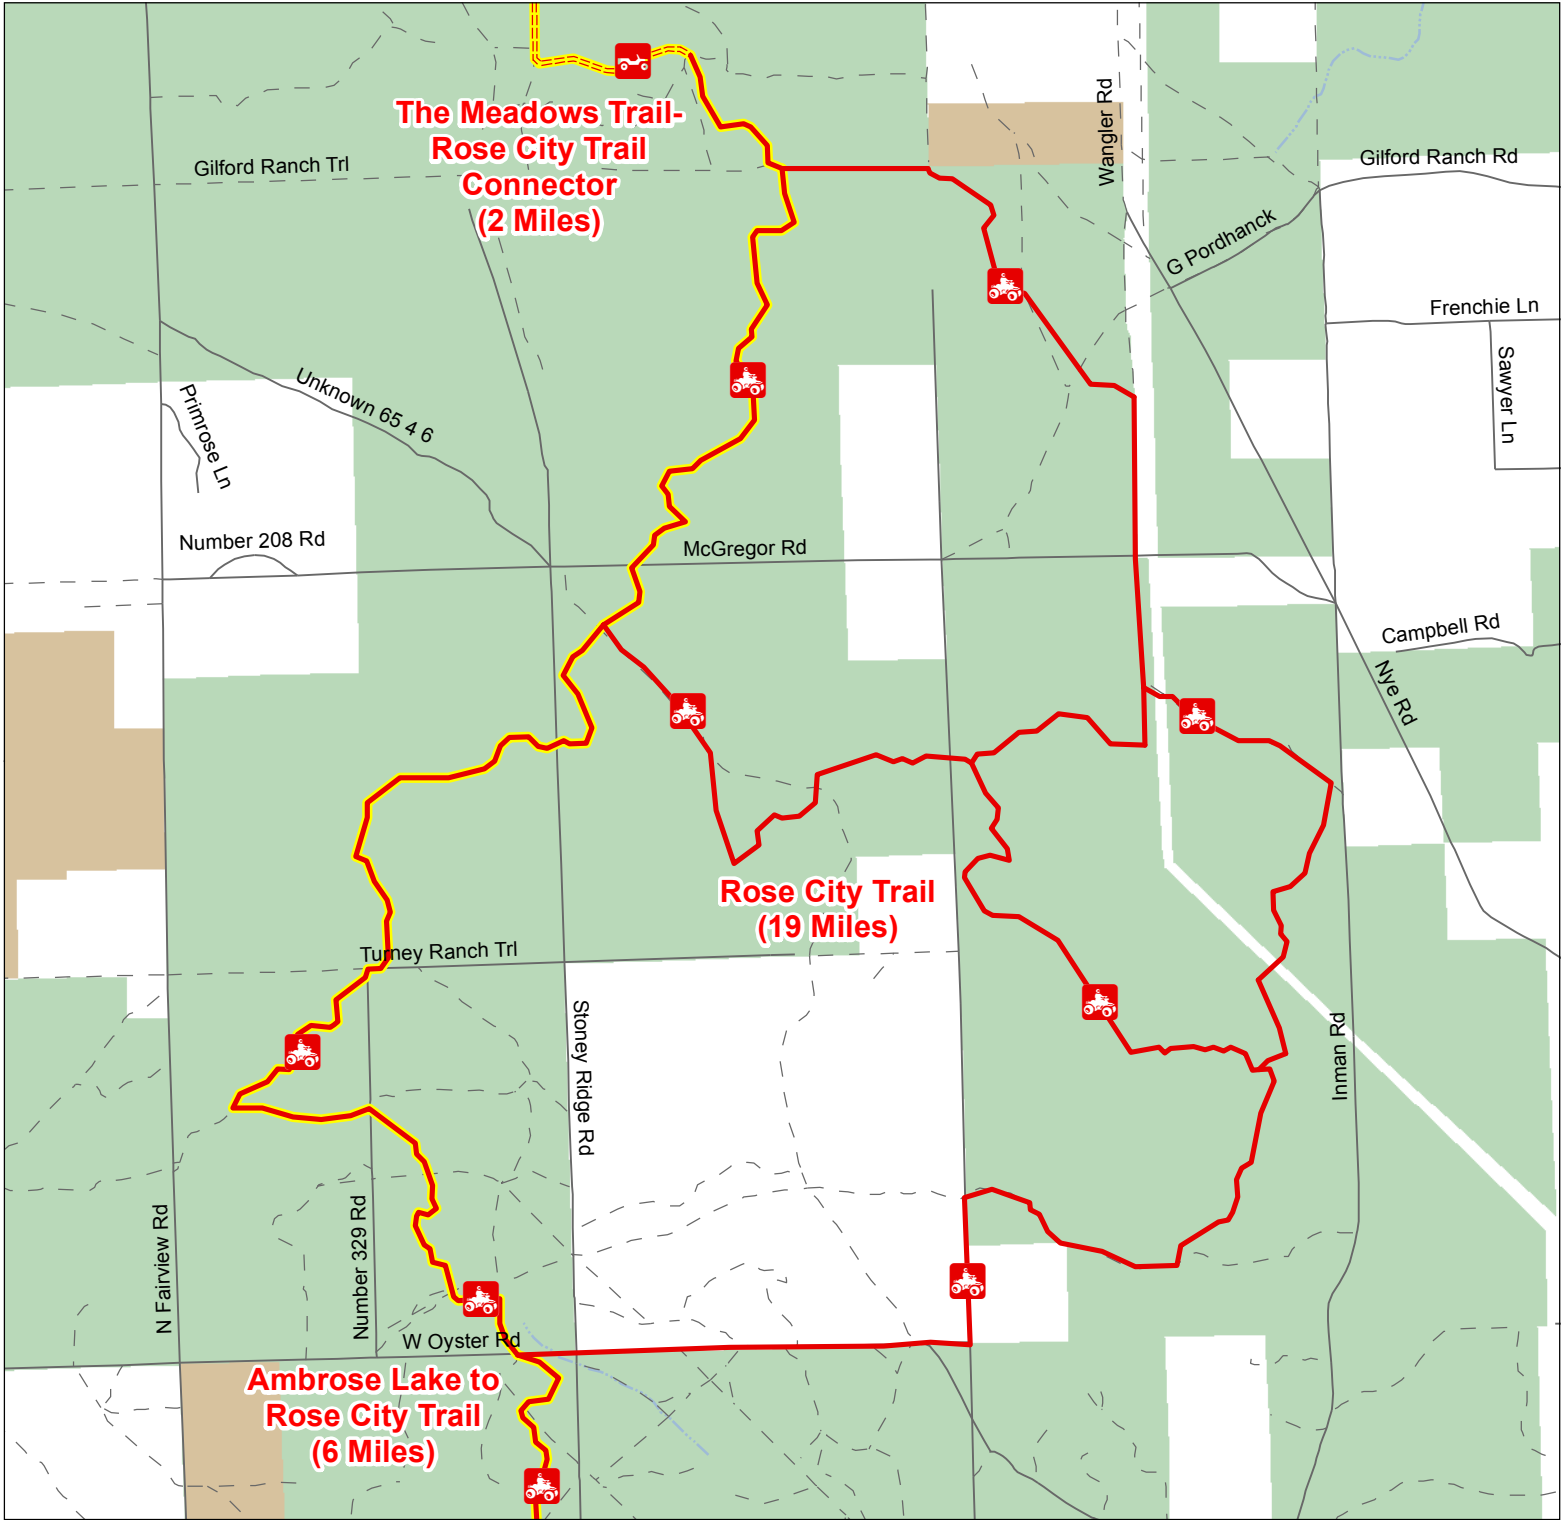 The Meadows Trail-
Rose City Trail
Connector
(2 Miles)
Gilford Ranch Trl
Wangler Rd
Gilford Ranch Rd
G Pordhanck
Frenchie Ln
Sawyer Ln
Unknown 65 4 6
Primrose Ln
Number 208 Rd
McGregor Rd
Campbell Rd
Nye Rd
Rose City Trail
(19 Miles)
Turney Ranch Trl
Stoney Ridge Rd
Inman Rd
N Fairview Rd
Number 329 Rd
W Oyster Rd
Ambrose Lake to
Rose City Trail
(6 Miles)